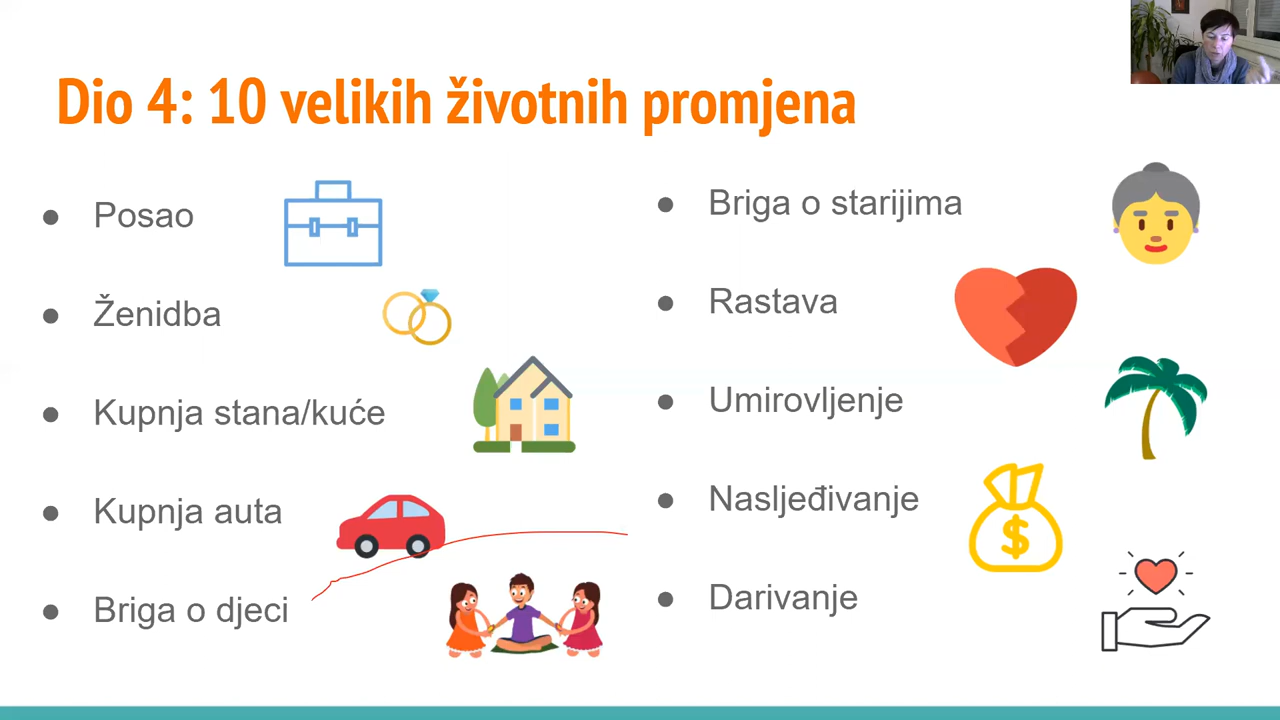 Dio 4: 10 velikih životnih promjena
● Posao
● Ženidba
● Kupnja stana/kuće
● Kupnja auta
● Briga o djeci
● Briga o starijima
● Rastava
● Umirovljenje
● Nasljeđivanje
$
● Darivanje